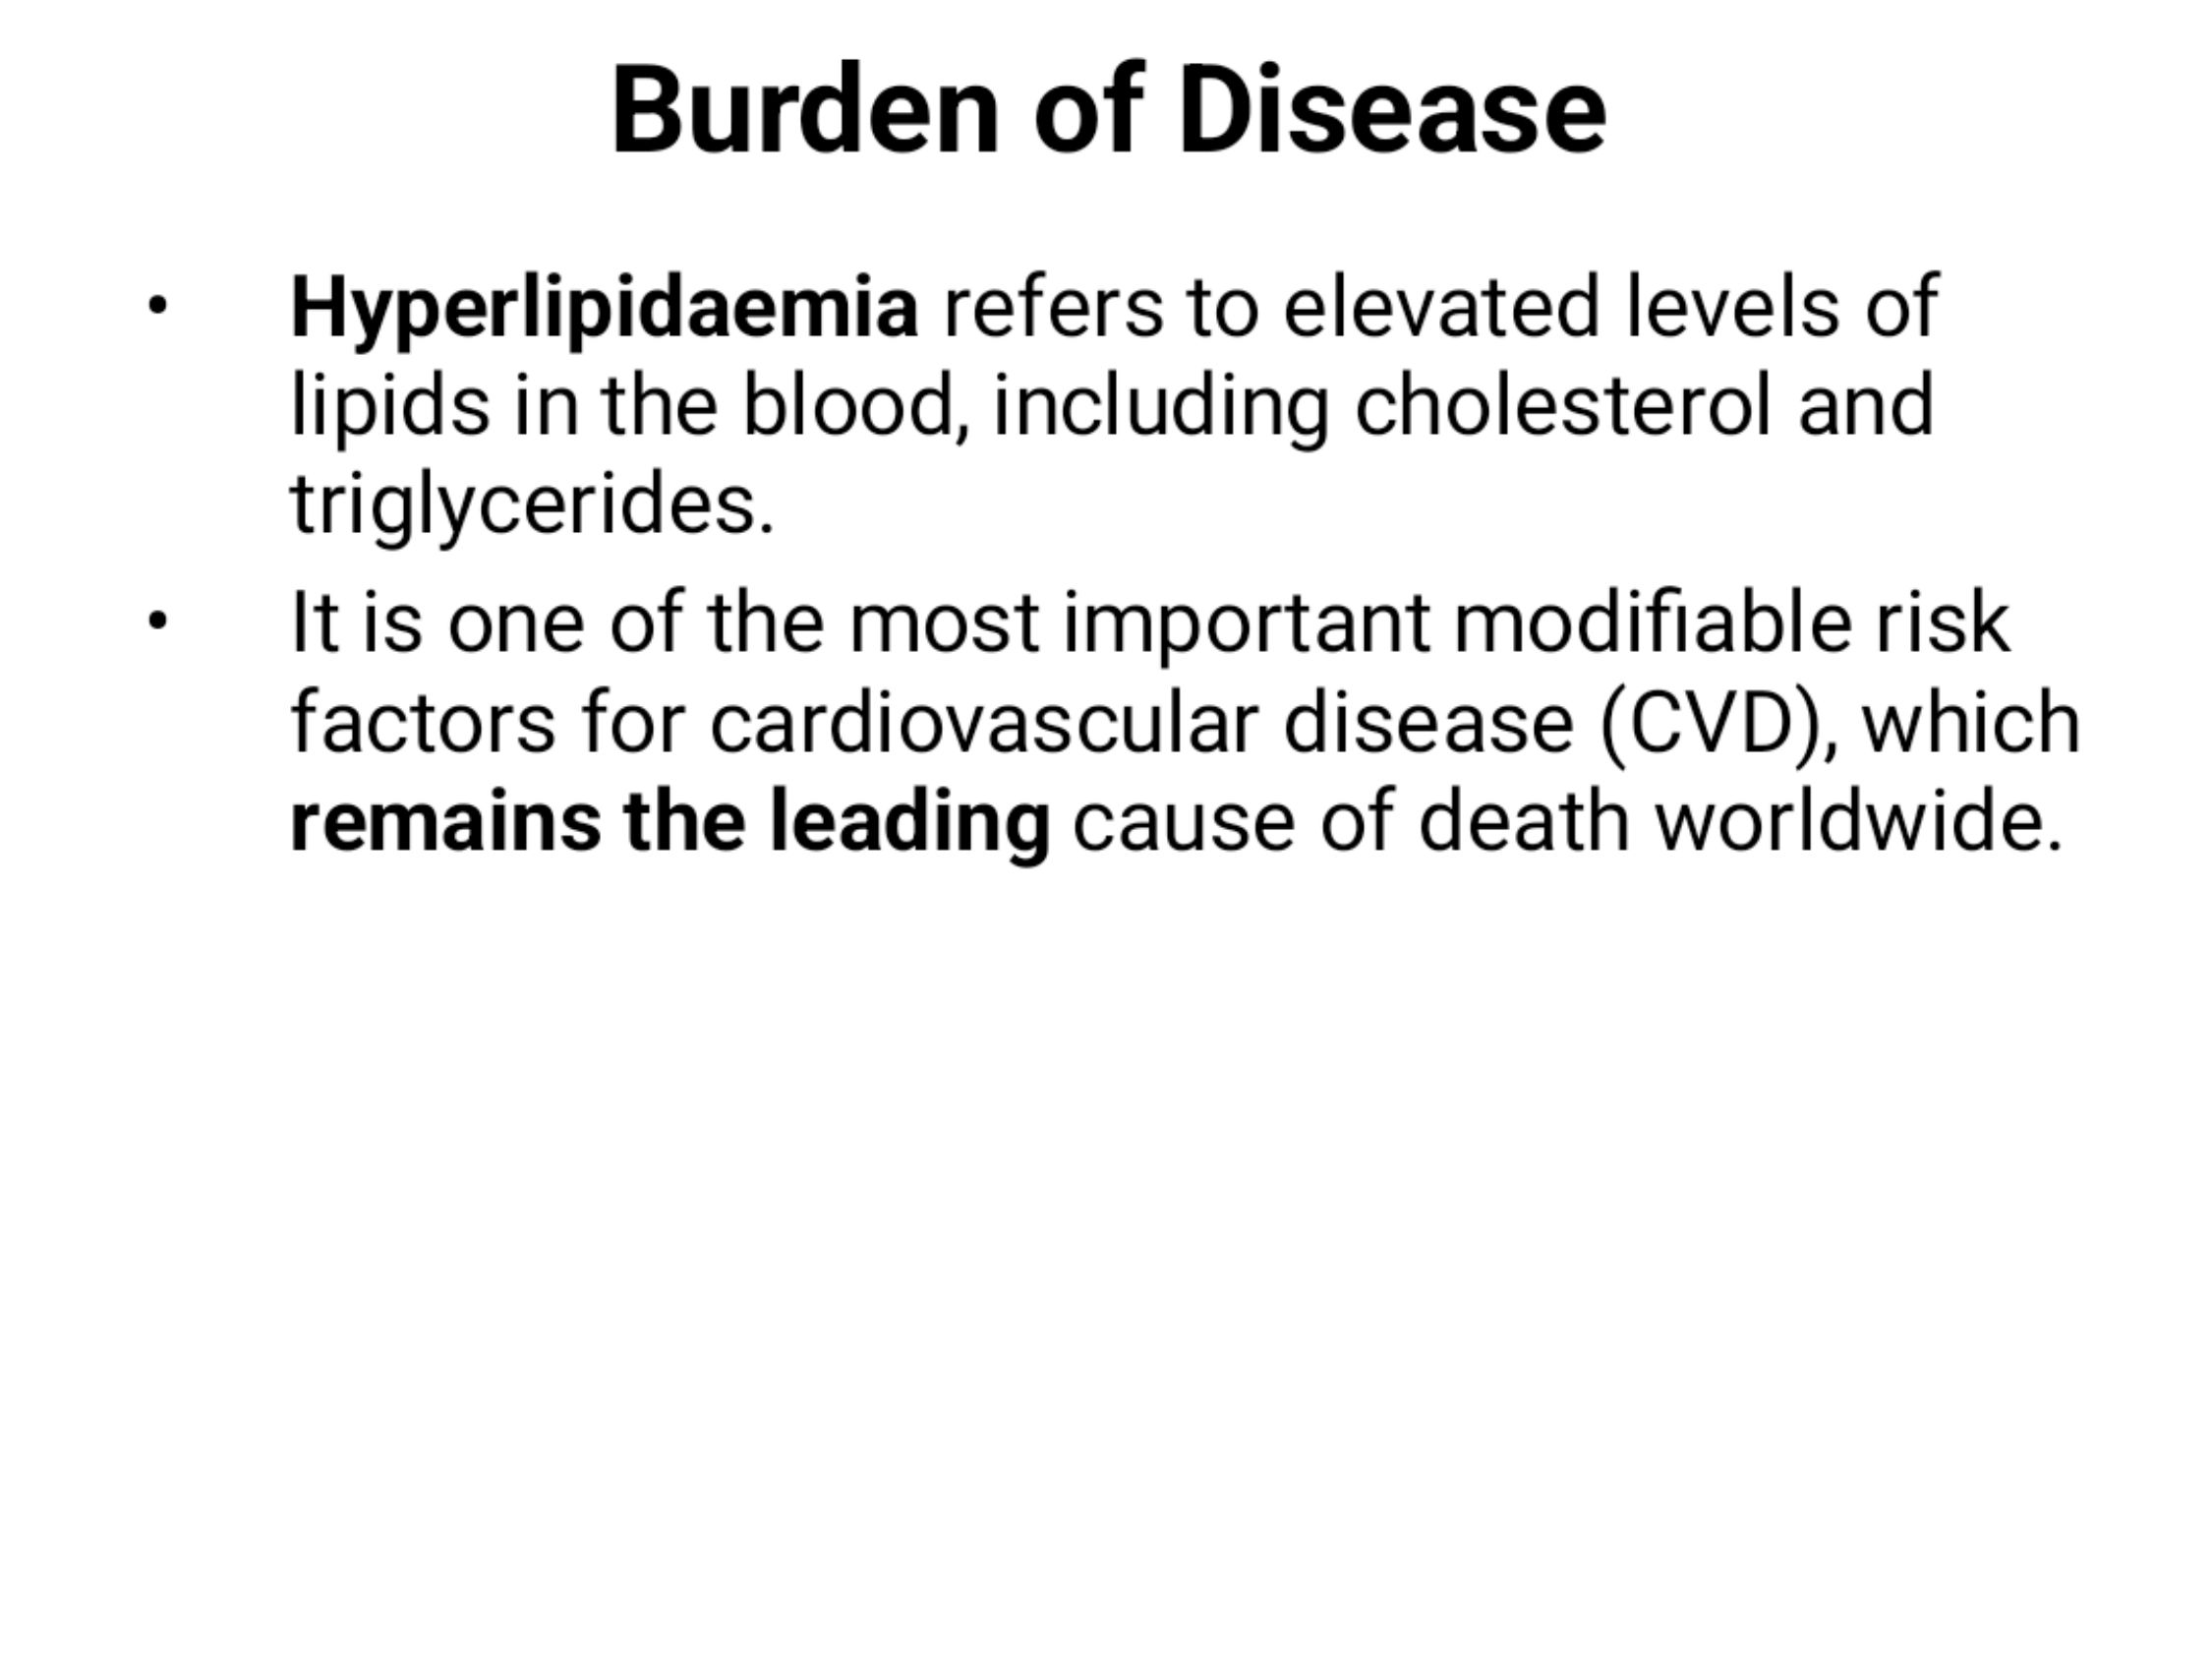 Burden of Disease
• Hyperlipidaemia refers to elevated levels of
lipids in the blood, including cholesterol and
triglycerides.
• It is one of the most important modifiable risk
factors for cardiovascular disease (CVD), which
remains the leading cause of death worldwide.